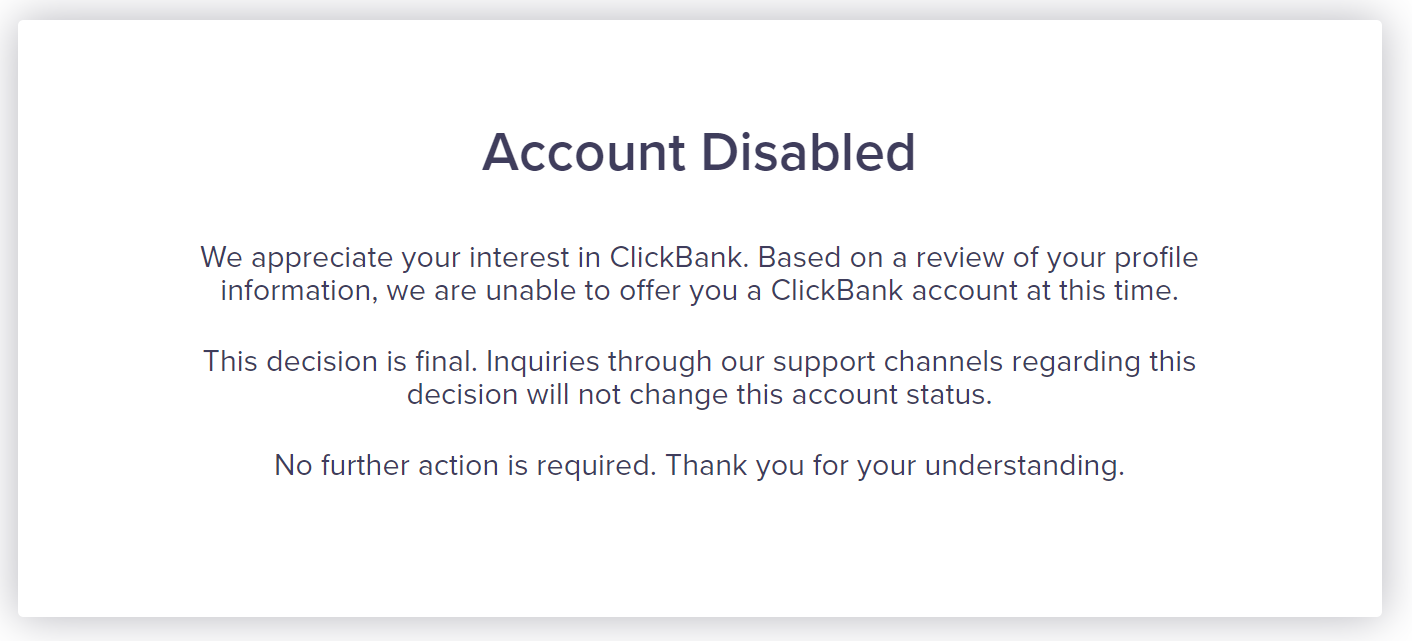 Account Disabled
We appreciate your interest in ClickBank. Based on a review of your profile
information, we are unable to offer you a ClickBank account at this time.
This decision is final. Inquiries through our support channels regarding this
decision will not change this account status.
No further action is required. Thank you for your understanding.